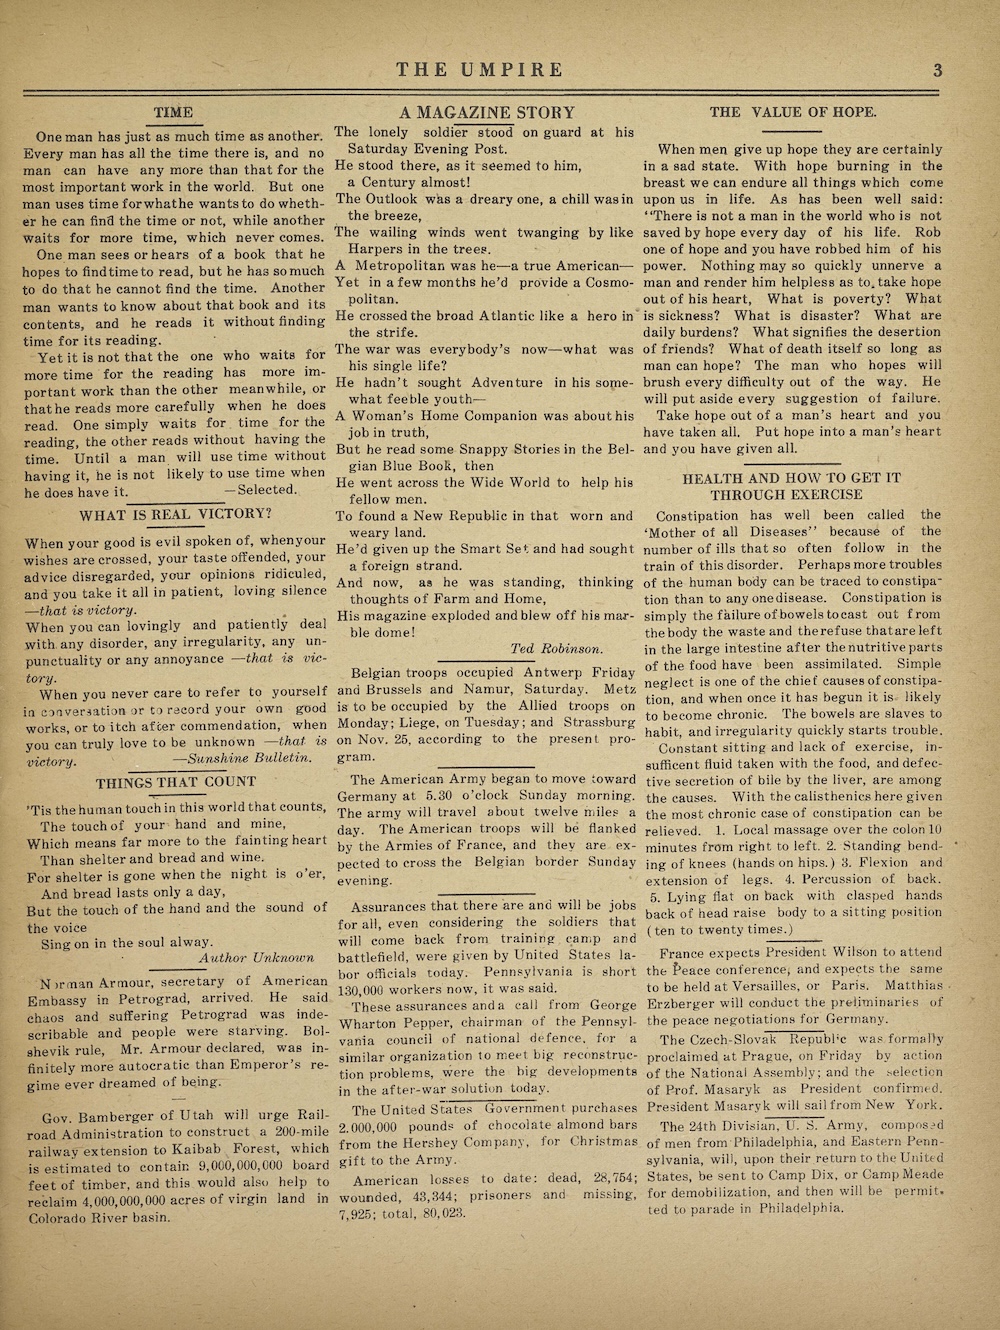 THE UMPIRE 3
TIME
One man has just as much time as another.
Every man has all the time there is, and no
man can have any more than that for the
most important work in the world. But one
man uses time for what he wants to do wheth-
er he can find the time or not, while another
waits for more time, which never comes.
One man sees or hears of a book that he
hopes to find time to read, but he has so much
to do that he cannot find the time. Another
man wants to know about that book and its
contents, and he reads it without finding
time for its reading.
Yet it is not that the one who waits for
more time for the reading has more im-
portant work than the other meanwhile, or
that he reads more carefully when he does
read. One simply waits for time for the
reading, the other reads without having the
time. Until a man will use time without
having it, he is not likely to use time when
he does have it. —Selected.
WHAT IS REAL VICTORY?
When your good is evil spoken of, when your
wishes are crossed, your taste offended, your
advice disregarded, your opinions ridiculed,
and you take it all in patient, loving silence
—that is victory.
When you can lovingly and patiently deal
with any disorder, any irregularity, any un-
punctuality or any annoyance —that is vic-
tory.
When you never care to refer to yourself
in conversation or to record your own good
works, or to itch after commendation, when
you can truly love to be unknown —that is
victory. —Sunshine Bulletin.
THINGS THAT COUNT
'Tis the human touch in this world that counts,
The touch of your hand and mine,
Which means far more to the fainting heart
Than shelter and bread and wine.
For shelter is gone when the night is o'er,
And bread lasts only a day,
But the touch of the hand and the sound of
the voice
Sing on in the soul alway.
Author Unknown
Norman Armour, secretary of American
Embassy in Petrograd, arrived. He said
chaos and suffering Petrograd was inde-
scribable and people were starving. Bol-
shevik rule, Mr. Armour declared, was in-
finitely more autocratic than Emperor's re-
gime ever dreamed of being.
Gov. Bamberger of Utah will urge Rail-
road Administration to construct a 200-mile
railway extension to Kaibab Forest, which
is estimated to contain 9,000,000,000 board
feet of timber, and this would also help to
reclaim 4,000,000,000 acres of virgin land in
Colorado River basin.
A MAGAZINE STORY
The lonely soldier stood on guard at his
Saturday Evening Post.
He stood there, as it seemed to him,
a Century almost!
The Outlook was a dreary one, a chill was in
the breeze,
The wailing winds went twanging by like
Harpers in the trees.
A Metropolitan was he—a true American—
Yet in a few months he'd provide a Cosmo-
politan.
He crossed the broad Atlantic like a hero in
the strife.
The war was everybody's now—what was
his single life?
He hadn't sought Adventure in his some-
what feeble youth—
A Woman's Home Companion was about his
job in truth,
But he read some Snappy Stories in the Bel-
gian Blue Book, then
He went across the Wide World to help his
fellow men.
To found a New Republic in that worn and
weary land.
He'd given up the Smart Set and had sought
a foreign strand.
And now, as he was standing, thinking
thoughts of Farm and Home,
His magazine exploded and blew off his mar-
ble dome!
Ted Robinson.
Belgian troops occupied Antwerp Friday
and Brussels and Namur, Saturday. Metz
is to be occupied by the Allied troops on
Monday; Liege, on Tuesday; and Strassburg
on Nov. 25, according to the present pro-
gram.
The American Army began to move toward
Germany at 5.30 o'clock Sunday morning.
The army will travel about twelve miles a
day. The American troops will be flanked
by the Armies of France, and they are ex-
pected to cross the Belgian border Sunday
evening.
Assurances that there are and will be jobs
for all, even considering the soldiers that
will come back from training camp and
battlefield, were given by United States la-
bor officials today. Pennsylvania is short
130,000 workers now, it was said.
These assurances and a call from George
Wharton Pepper, chairman of the Pennsyl-
vania council of national defence, for a
similar organization to meet big reconstruc-
tion problems, were the big developments
in the after-war solution today.
The United States Government purchases
2,000,000 pounds of chocolate almond bars
from the Hershey Company, for Christmas
gift to the Army.
American losses to date: dead, 28,754;
wounded, 43,344; prisoners and missing,
7,925; total, 80,023.
THE VALUE OF HOPE.
When men give up hope they are certainly
in a sad state. With hope burning in the
breast we can endure all things which come
upon us in life. As has been well said:
"There is not a man in the world who is not
saved by hope every day of his life. Rob
one of hope and you have robbed him of his
power. Nothing may so quickly unnerve a
man and render him helpless as to take hope
out of his heart, What is poverty? What
is sickness? What is disaster? What are
daily burdens? What signifies the desertion
of friends? What of death itself so long as
man can hope? The man who hopes will
brush every difficulty out of the way. He
will put aside every suggestion of failure.
Take hope out of a man's heart and you
have taken all. Put hope into a man's heart
and you have given all.
HEALTH AND HOW TO GET IT
THROUGH EXERCISE
Constipation has well been called the
'Mother of all Diseases" because of the
number of ills that so often follow in the
train of this disorder. Perhaps more troubles
of the human body can be traced to constipa-
tion than to any one disease. Constipation is
simply the failure of bowels to cast out from
the body the waste and the refuse that are left
in the large intestine after the nutritive parts
of the food have been assimilated. Simple
neglect is one of the chief causes of constipa-
tion, and when once it has begun it is likely
to become chronic. The bowels are slaves to
habit, and irregularity quickly starts trouble.
Constant sitting and lack of exercise, in-
sufficent fluid taken with the food, and defec-
tive secretion of bile by the liver, are among
the causes. With the calisthenics here given
the most chronic case of constipation can be
relieved. 1. Local massage over the colon 10
minutes from right to left. 2. Standing bend-
ing of knees (hands on hips.) 3. Flexion and
extension of legs. 4. Percussion of back.
5. Lying flat on back with clasped hands
back of head raise body to a sitting position
(ten to twenty times.)
France expects President Wilson to attend
the Peace conference, and expects the same
to be held at Versailles, or Paris. Matthias
Erzberger will conduct the preliminaries of
the peace negotiations for Germany.
The Czech-Slovak Republic was formally
proclaimed at Prague, on Friday by action
of the National Assembly; and the selection
of Prof. Masaryk as President confirmed.
President Masaryk will sail from New York.
The 24th Division, U. S. Army, composed
of men from Philadelphia, and Eastern Penn-
sylvania, will, upon their return to the United
States, be sent to Camp Dix, or Camp Meade
for demobilization, and then will be permit-
ted to parade in Philadelphia.